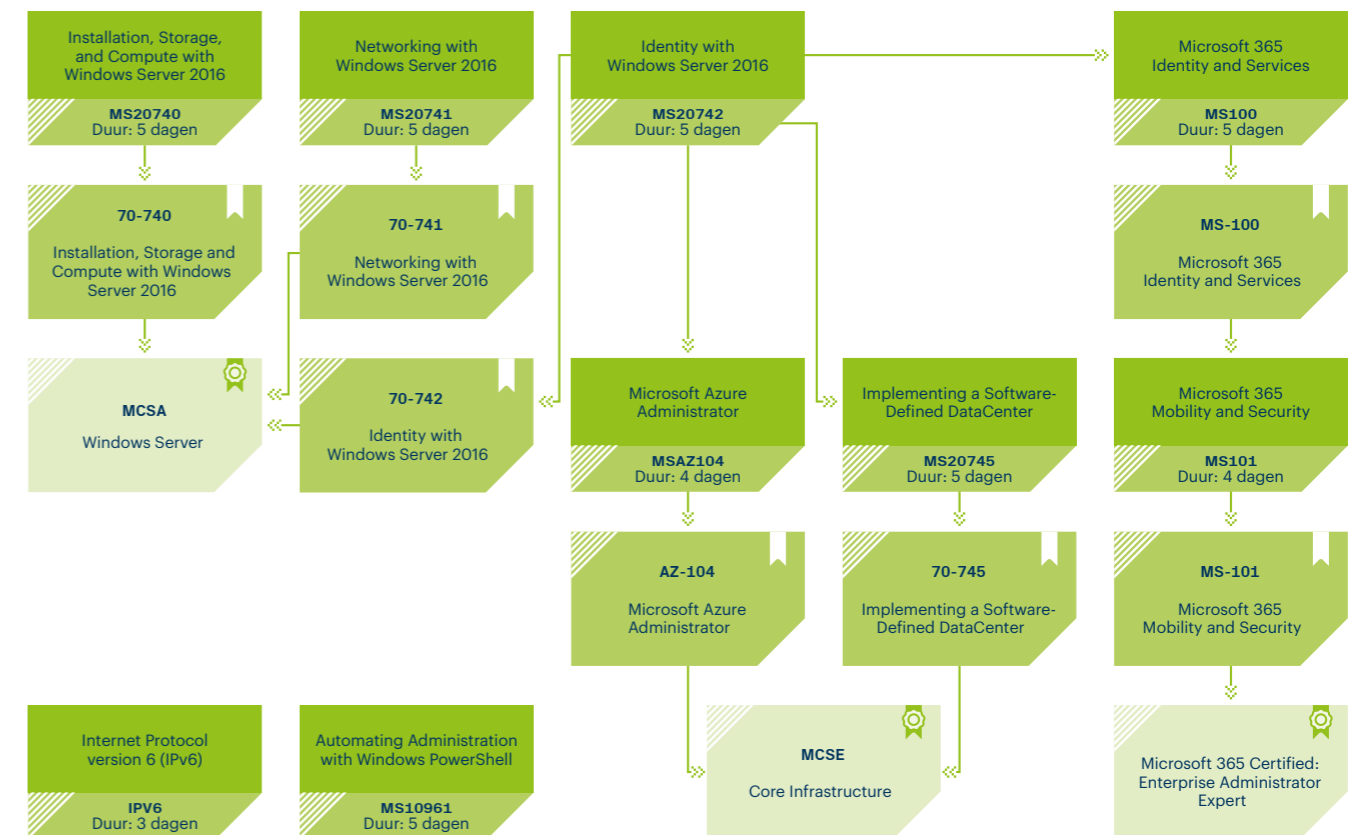 Installation, Storage,
and Compute with
Windows Server 2016
MS20740
Duur: 5 dagen
Networking with
Windows Server 2016
MS20741
Duur: 5 dagen
Identity with
Windows Server 2016
MS20742
Duur: 5 dagen
Microsoft 365
Identity and Services
MS100
Duur: 5 dagen
70-740
Installation, Storage and
Compute with Windows
Server 2016
70-741
Networking with
Windows Server 2016
MS-100
Microsoft 365
Identity and Services
MCSA
Windows Server
70-742
Identity with
Windows Server 2016
Microsoft Azure
Administrator
MSAZ104
Duur: 4 dagen
Implementing a Software-
Defined DataCenter
MS20745
Duur: 5 dagen
Microsoft 365
Mobility and Security
MS101
Duur: 4 dagen
AZ-104
Microsoft Azure
Administrator
70-745
Implementing a Software-
Defined DataCenter
MS-101
Microsoft 365
Mobility and Security
Internet Protocol
version 6 (IPv6)
IPV6
Duur: 3 dagen
Automating Administration
with Windows PowerShell
MS10961
Duur: 5 dagen
MCSE
Core Infrastructure
Microsoft 365 Certified:
Enterprise Administrator
Expert